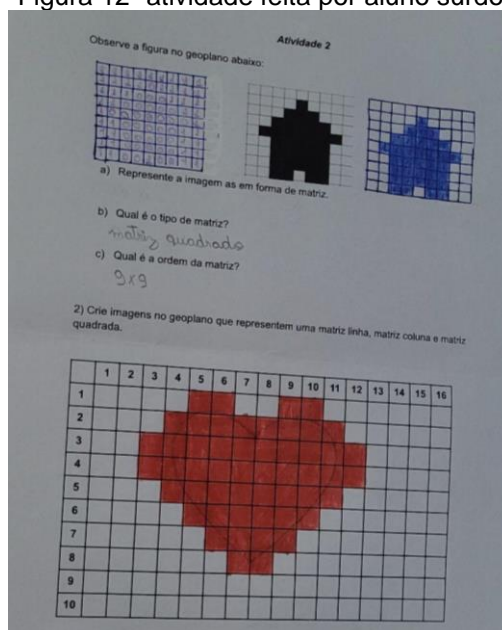 Figura 12- atividade feita por aluno surdo
Atividade 2
Observe a figura no geoplano abaixo:
a) Represente a imagem as em forma de matriz.
b) Qual é o tipo de matriz?
matriz quadrado
c) Qual é a ordem da matriz?
9x9
2) Crie imagens no geoplano que representem uma matriz linha, matriz coluna e matriz
quadrada.
1 2 3 4 5 6 7 8 9 10 11 12 13 14 15 16
1
2
3
4
5
6
7
8
9
10